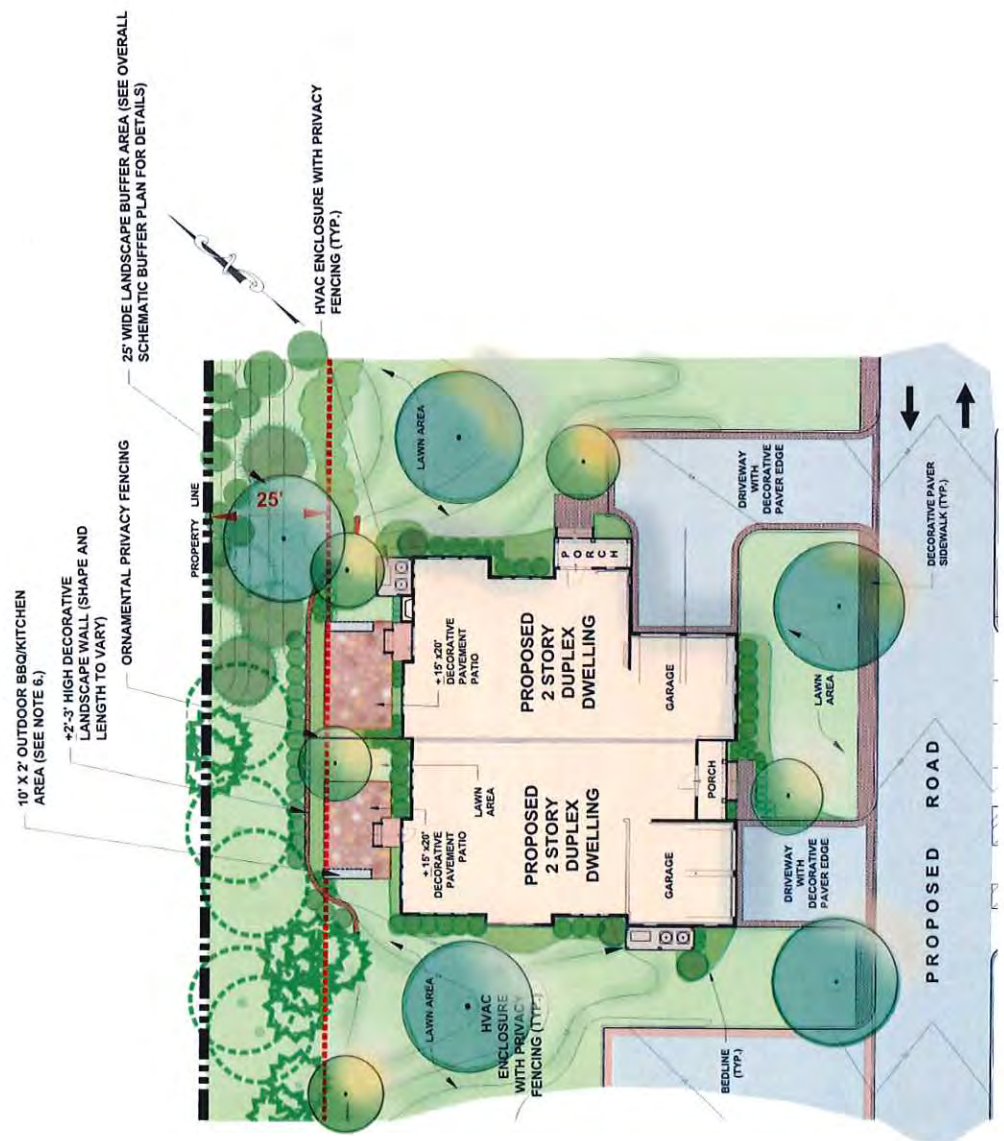 10' X 2' OUTDOOR BBQ/KITCHEN
AREA (SEE NOTE 6.)
+2'-3' HIGH DECORATIVE
LANDSCAPE WALL (SHAPE AND
LENGTH TO VARY)
ORNAMENTAL PRIVACY FENCING
25' WIDE LANDSCAPE BUFFER AREA (SEE OVERALL
SCHEMATIC BUFFER PLAN FOR DETAILS)
HVAC ENCLOSURE WITH PRIVACY
FENCING (TYP.)
PROPERTY LINE
25'
LAWN AREA
± 15' x20'
DECORATIVE
PAVEMENT
PATIO
± 15' x20'
DECORATIVE
PAVEMENT
PATIO
LAWN
AREA
PORCH
PROPOSED
2 STORY
DUPLEX
DWELLING
PROPOSED
2 STORY
DUPLEX
DWELLING
GARAGE
GARAGE
PORCH
DRIVEWAY
WITH
DECORATIVE
PAVER EDGE
DRIVEWAY
WITH
DECORATIVE
PAVER EDGE
DECORATIVE PAVER
SIDEWALK (TYP.)
LAWN
AREA
LAWN AREA
HVAC
ENCLOSURE
WITH PRIVACY
FENCING (TYP.)
BEDLINE
(TYP.)
PROPOSED ROAD